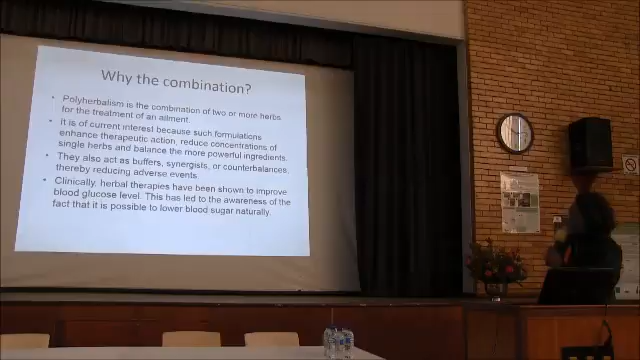 Why the combination?
• Polyherbalism is the combination of two or more herbs
for the treatment of an ailment.
• It is of current interest because such formulations
enhance therapeutic action, reduce concentrations of
single herbs and balance the more powerful ingredients.
• They also act as buffers, synergists, or counterbalances,
thereby reducing adverse events.
• Clinically, herbal therapies have been shown to improve
blood glucose level. This has led to the awareness of the
fact that it is possible to lower blood sugar naturally.